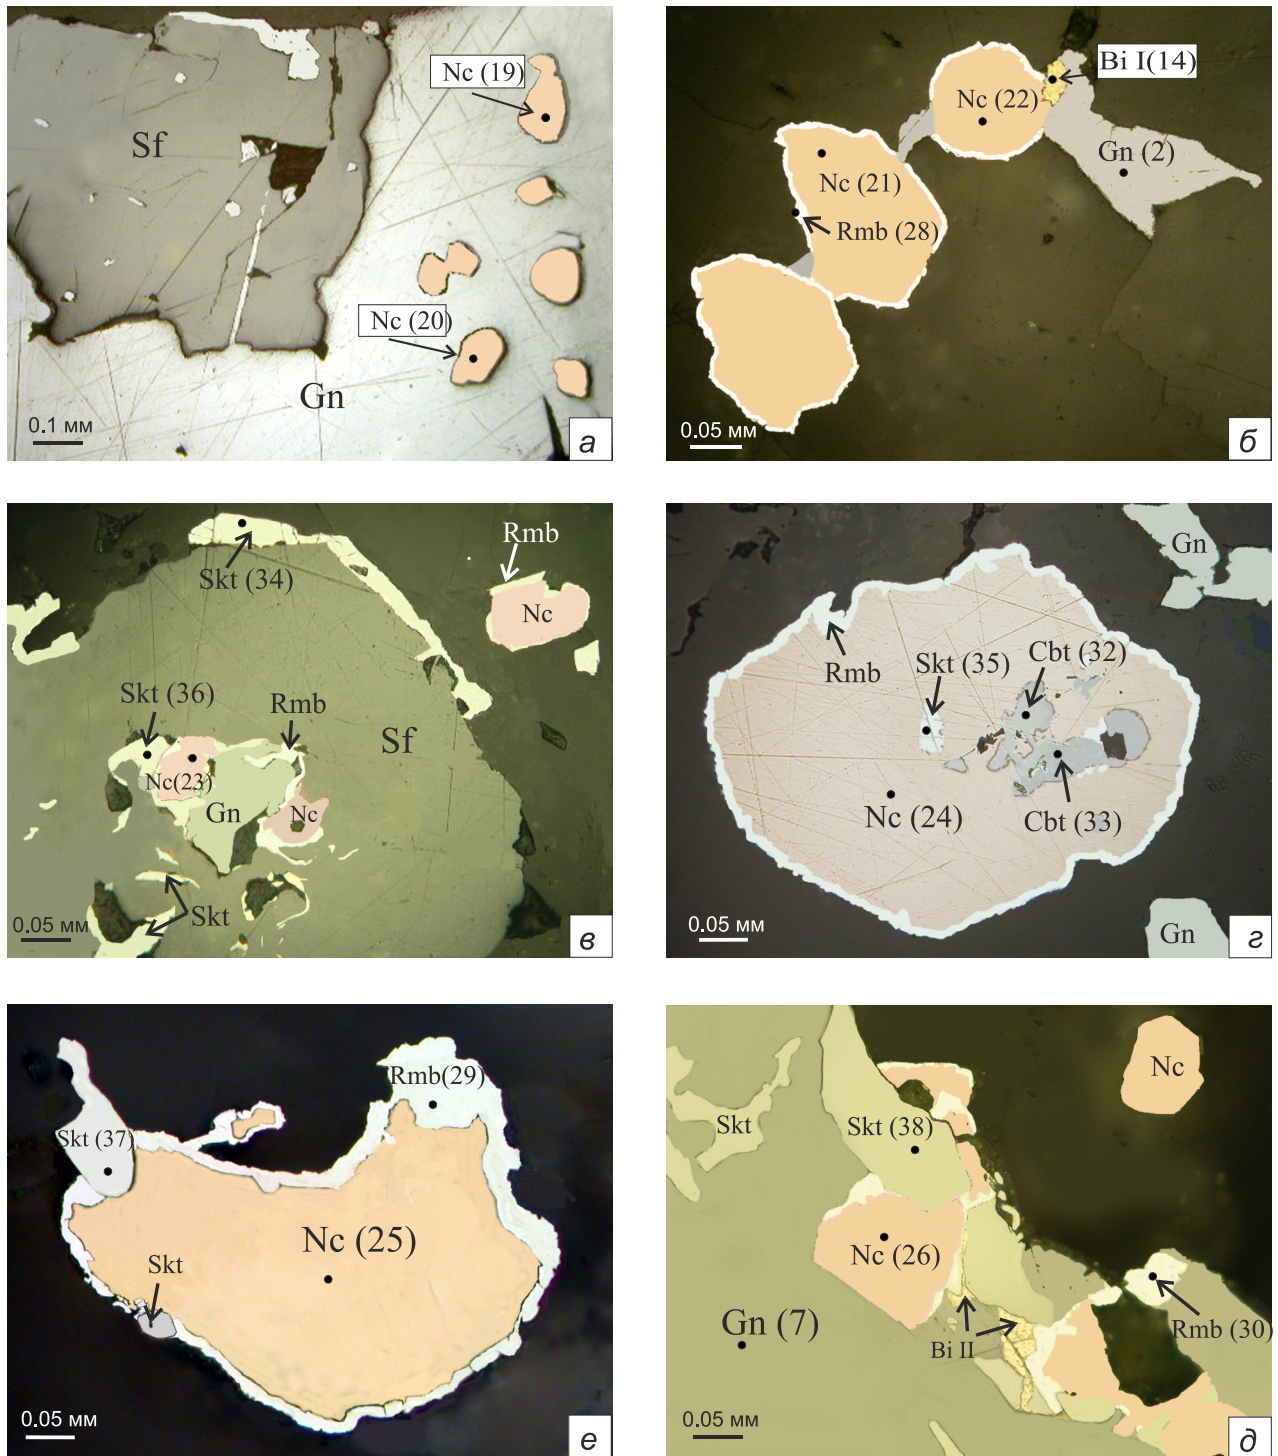 Nc (19)
Sf
Nc (20)
Gn
0.1 мм
а
Bi I(14)
Nc (22)
Gn (2)
Nc (21)
Rmb (28)
0.05 мм
б
Rmb
Skt (34)
Nc
Skt (36)
Rmb
Sf
Nc(23)
Gn
Nc
Skt
0.05 мм
в
Gn
Rmb
Skt (35)
Cbt (32)
Nc (24)
Cbt (33)
0.05 мм
Gn
г
Rmb(29)
Skt (37)
Nc (25)
Skt
0.05 мм
е
Nc
Skt
Skt (38)
Nc (26)
Gn (7)
Bi II
Rmb (30)
0.05 мм
д